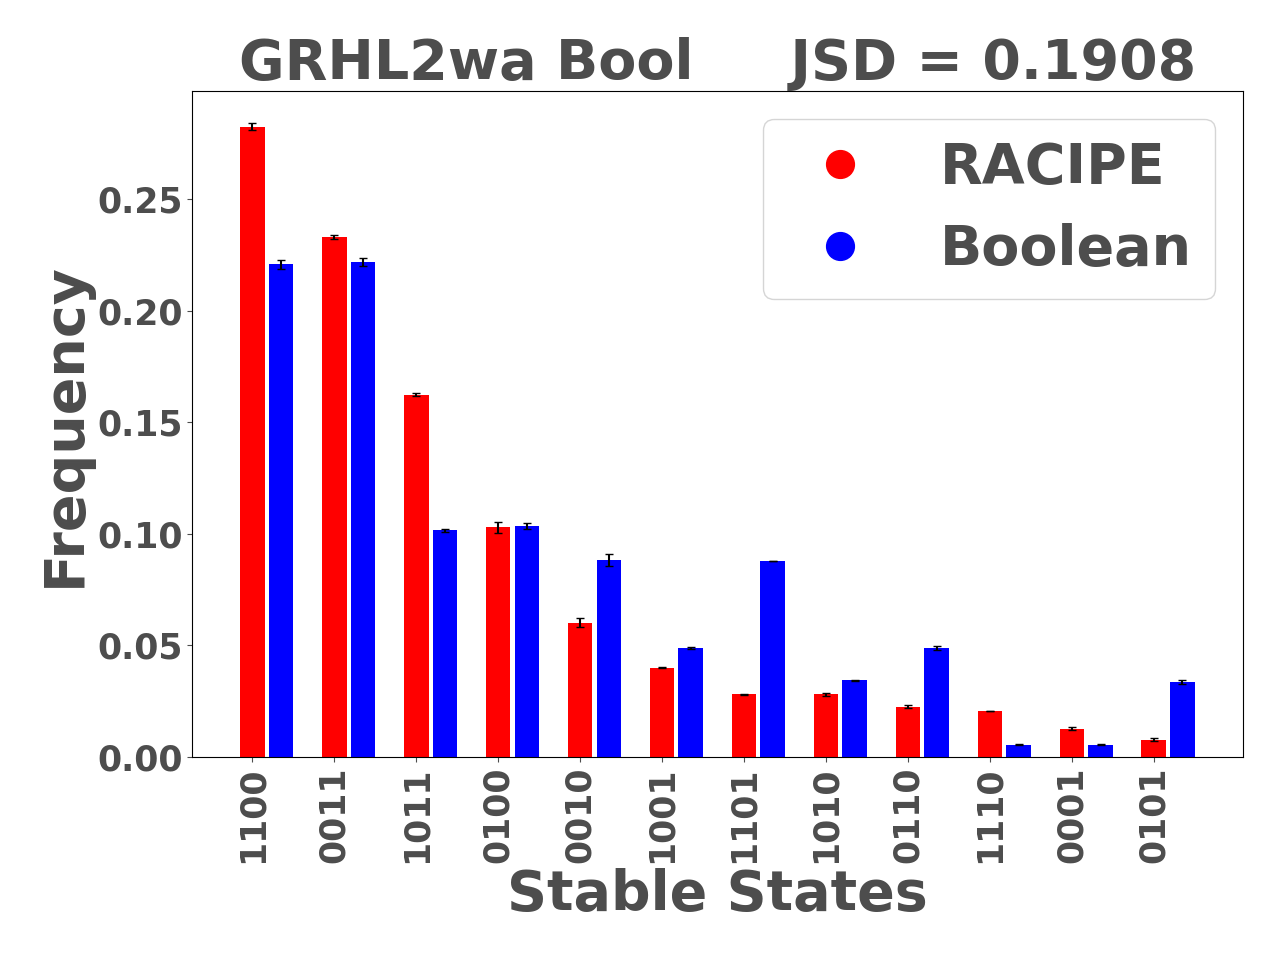 GRHL2wa Bool JSD = 0.1908
RACIPE
Boolean
Frequency
0.25
0.20
0.15
0.10
0.05
0.00
1100 0011 1011 0100 0010 1001 1101 1010 0110 1110 0001 0101
Stable States